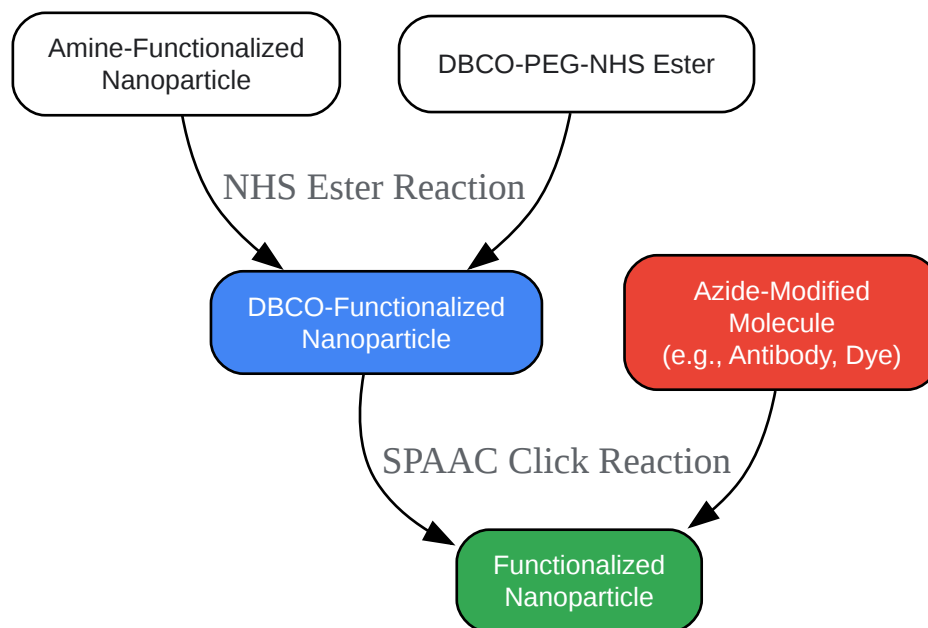 Amine-Functionalized
Nanoparticle
DBCO-PEG-NHS Ester
NHS Ester Reaction
DBCO-Functionalized
Nanoparticle
Azide-Modified
Molecule
(e.g., Antibody, Dye)
SPAAC Click Reaction
Functionalized
Nanoparticle